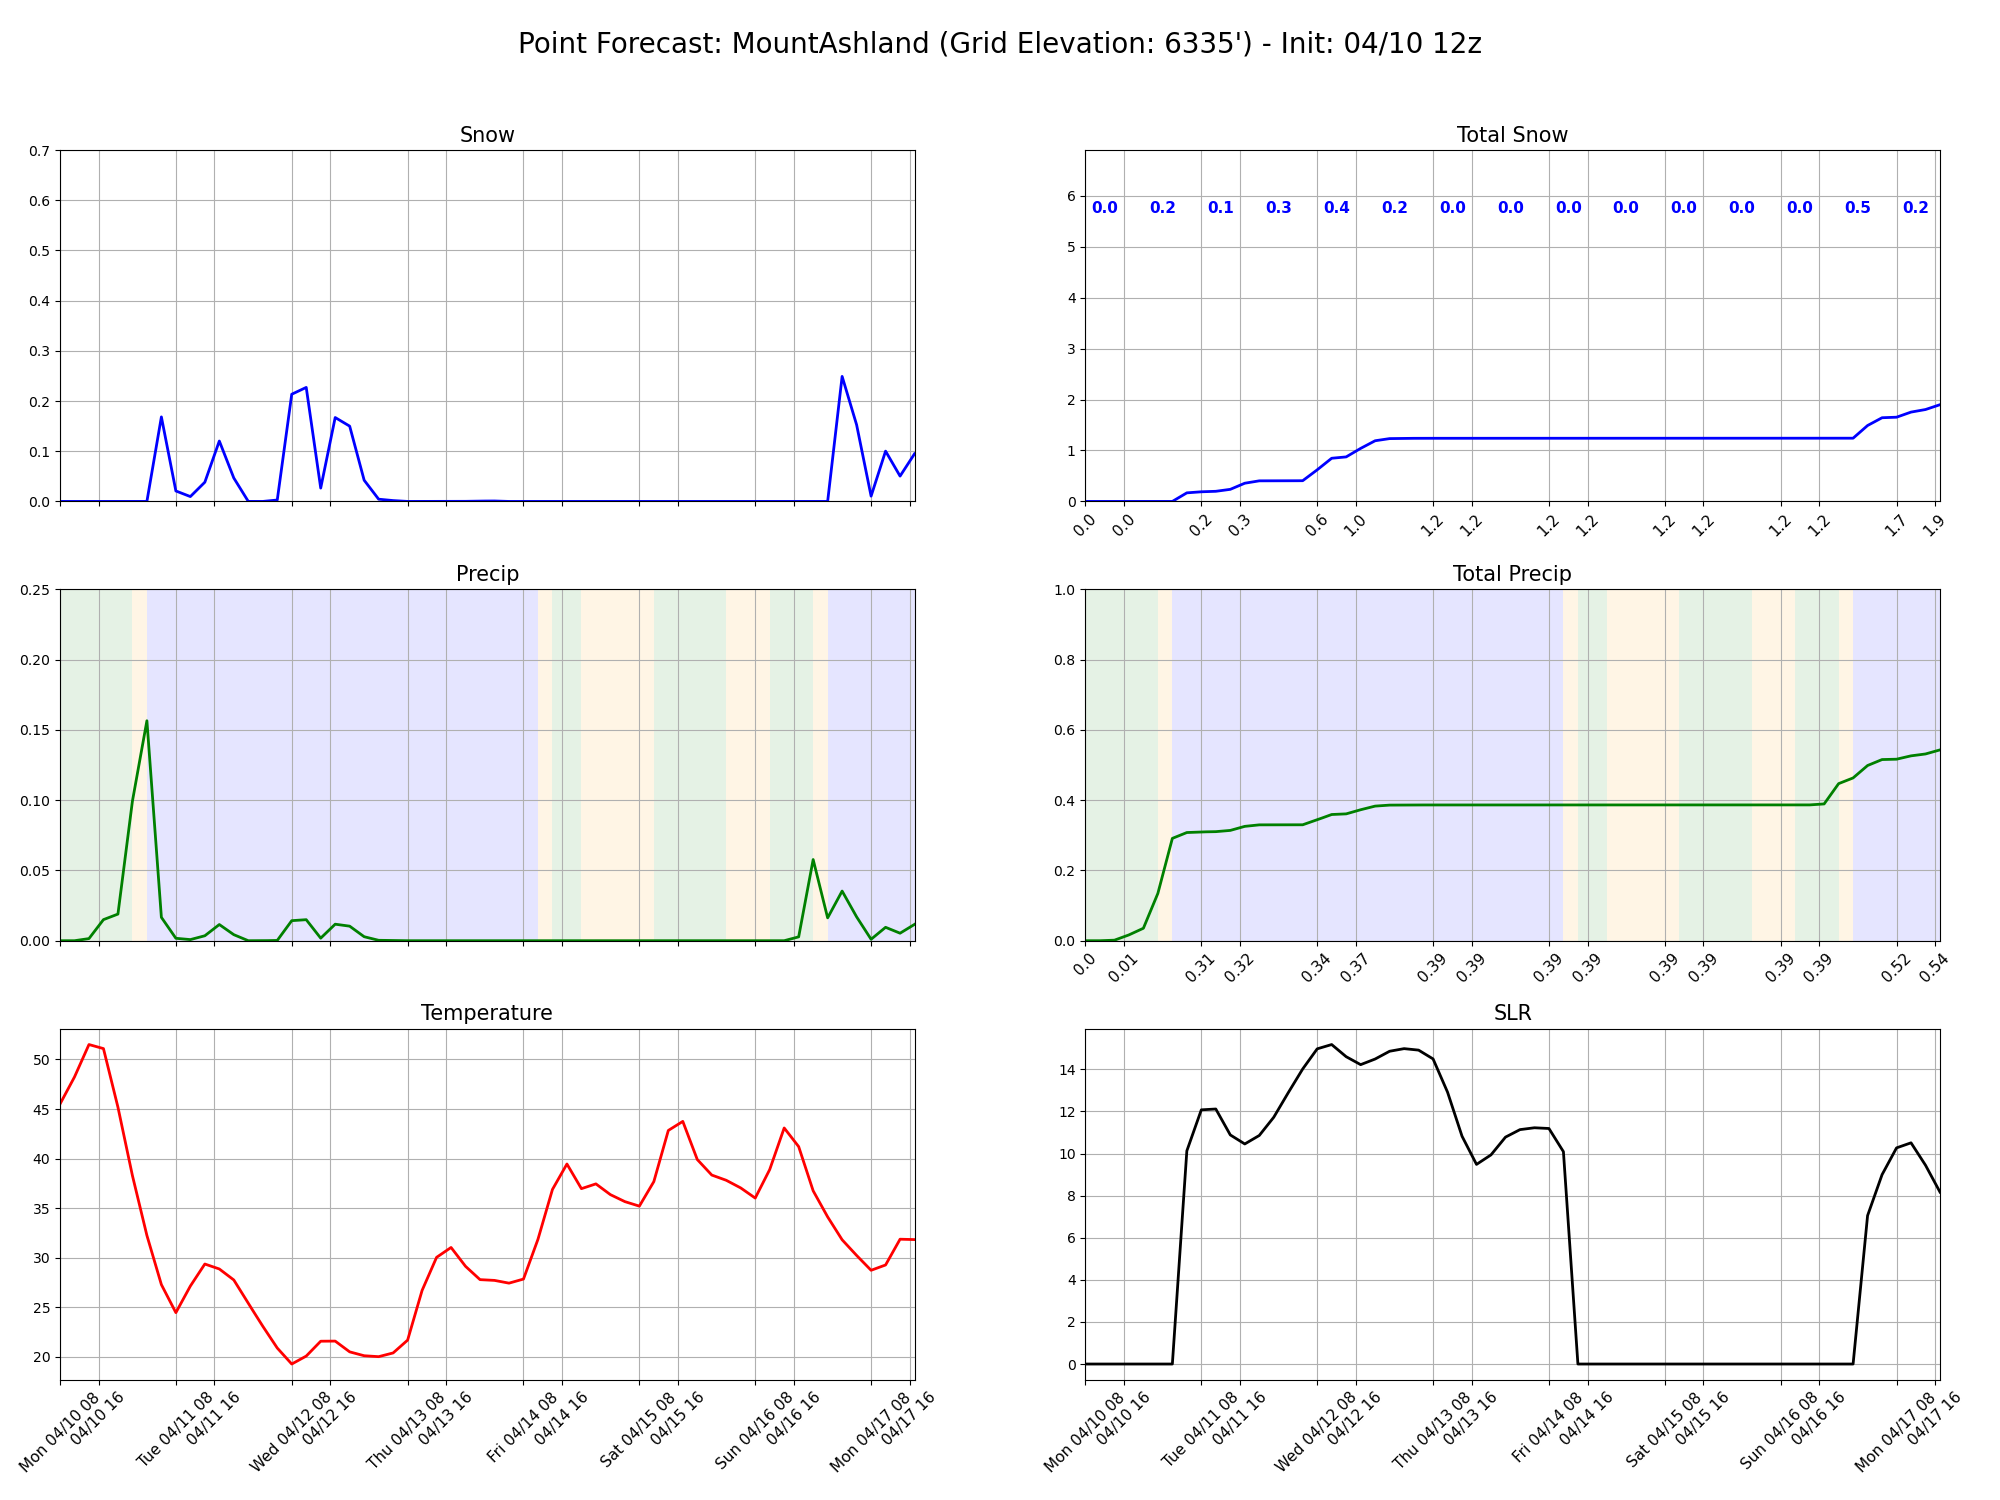 Point Forecast: MountAshland (Grid Elevation: 6335') - Init: 04/10 12z
Snow
0.7
0.6
0.5
0.4
0.3
0.2
0.1
0.0
Total Snow
6
5
4
3
2
1
0
0.0 0.2 0.1 0.3 0.4 0.2 0.0 0.0 0.0 0.0 0.0 0.0 0.0 0.5 0.2
0.0 0.0 0.2 0.3 0.6 1.0 1.2 1.2 1.2 1.2 1.2 1.2 1.2 1.2 1.7 1.9
Precip
0.25
0.20
0.15
0.10
0.05
0.00
Total Precip
1.0
0.8
0.6
0.4
0.2
0.0
0.0 0.01 0.31 0.32 0.34 0.37 0.39 0.39 0.39 0.39 0.39 0.39 0.39 0.39 0.52 0.54
Temperature
50
45
40
35
30
25
20
Mon 04/10 08
04/10 16
Tue 04/11 08
04/11 16
Wed 04/12 08
04/12 16
Thu 04/13 08
04/13 16
Fri 04/14 08
04/14 16
Sat 04/15 08
04/15 16
Sun 04/16 08
04/16 16
Mon 04/17 08
04/17 16
SLR
14
12
10
8
6
4
2
0
Mon 04/10 08
04/10 16
Tue 04/11 08
04/11 16
Wed 04/12 08
04/12 16
Thu 04/13 08
04/13 16
Fri 04/14 08
04/14 16
Sat 04/15 08
04/15 16
Sun 04/16 08
04/16 16
Mon 04/17 08
04/17 16